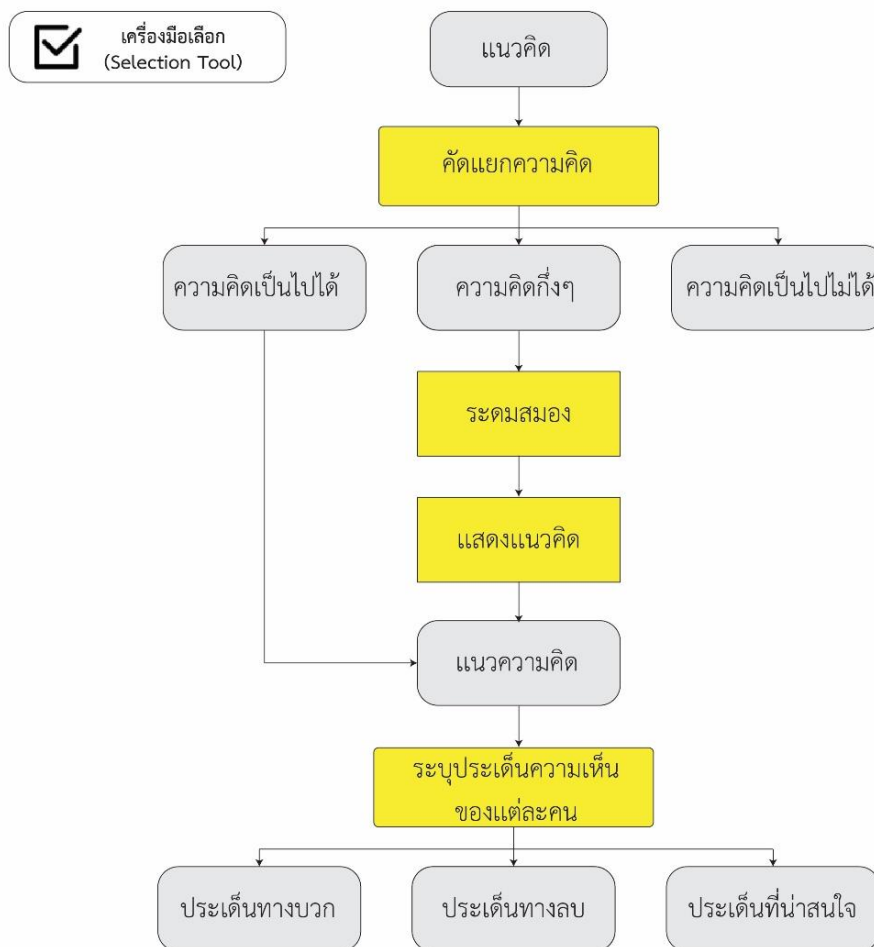 เครื่องมือเลือก
(Selection Tool)
แนวคิด
คัดแยกความคิด
ความคิดเป็นไปได้
ความคิดกึ่งๆ
ความคิดเป็นไปไม่ได้
ระดมสมอง
แสดงแนวคิด
แนวความคิด
ระบุประเด็นความเห็น
ของแต่ละคน
ประเด็นทางบวก
ประเด็นทางลบ
ประเด็นที่น่าสนใจ